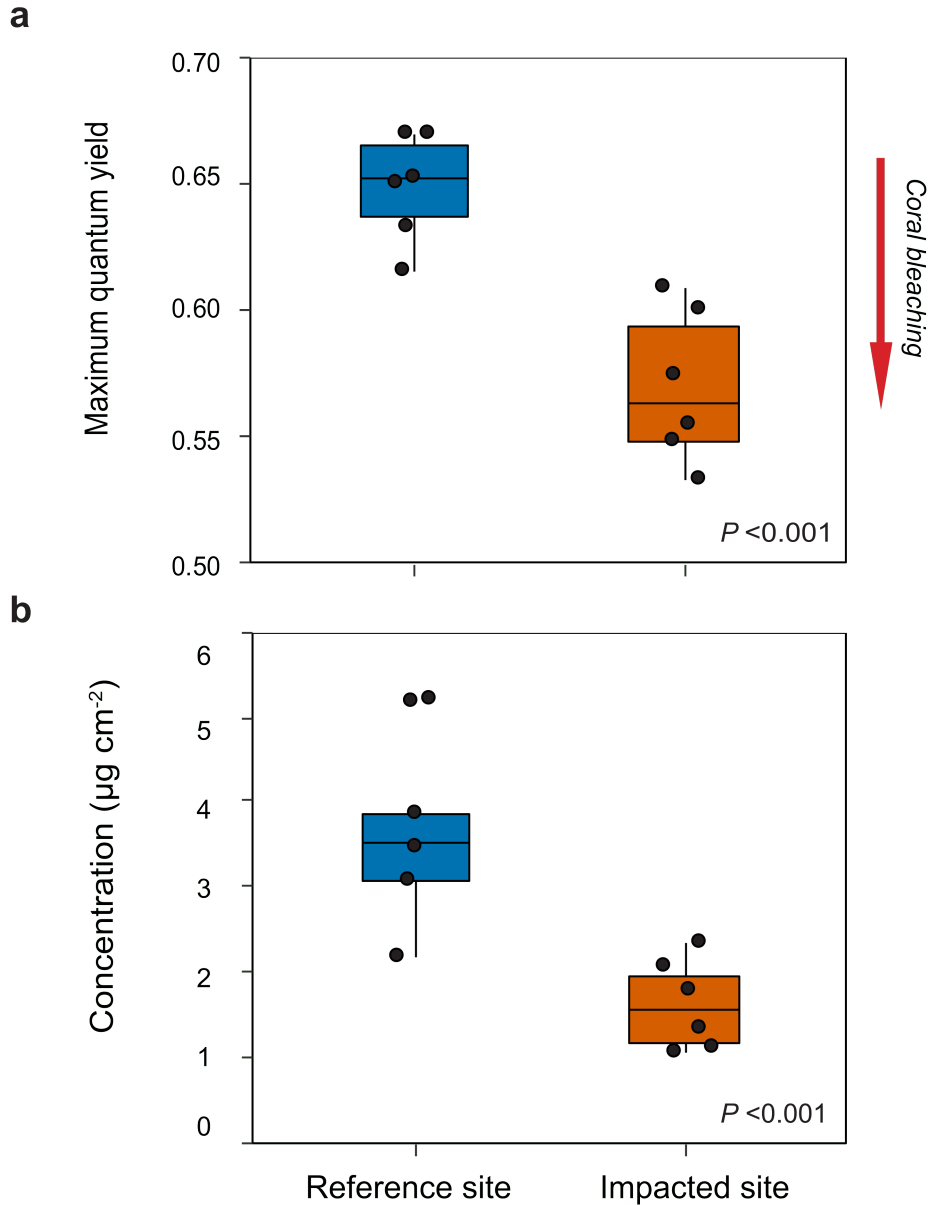 a
0.70
0.65
0.60
0.55
0.50
Maximum quantum yield
Coral bleaching
P <0.001
b
6
5
4
3
2
1
0
Concentration (µg cm-2)
P <0.001
Reference site
Impacted site